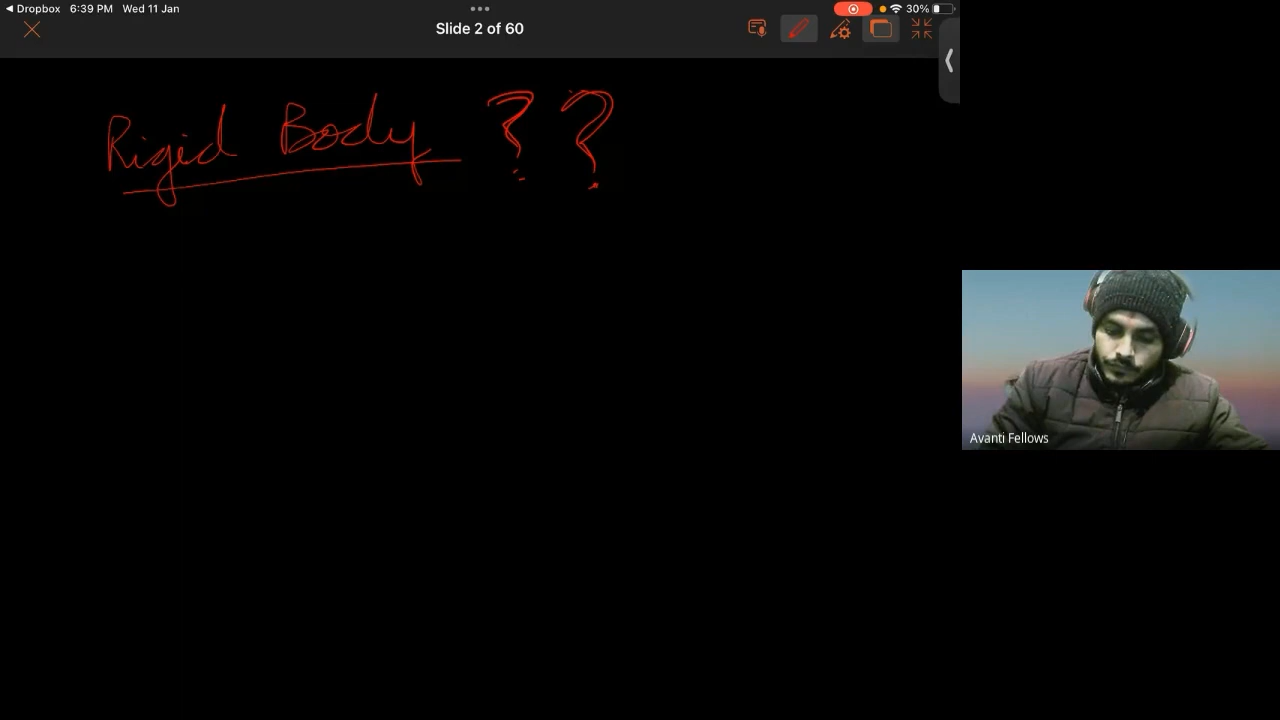 Dropbox 6:39 PM Wed 11 Jan 30%
Slide 2 of 60
Rigid Body ??
Avanti Fellows